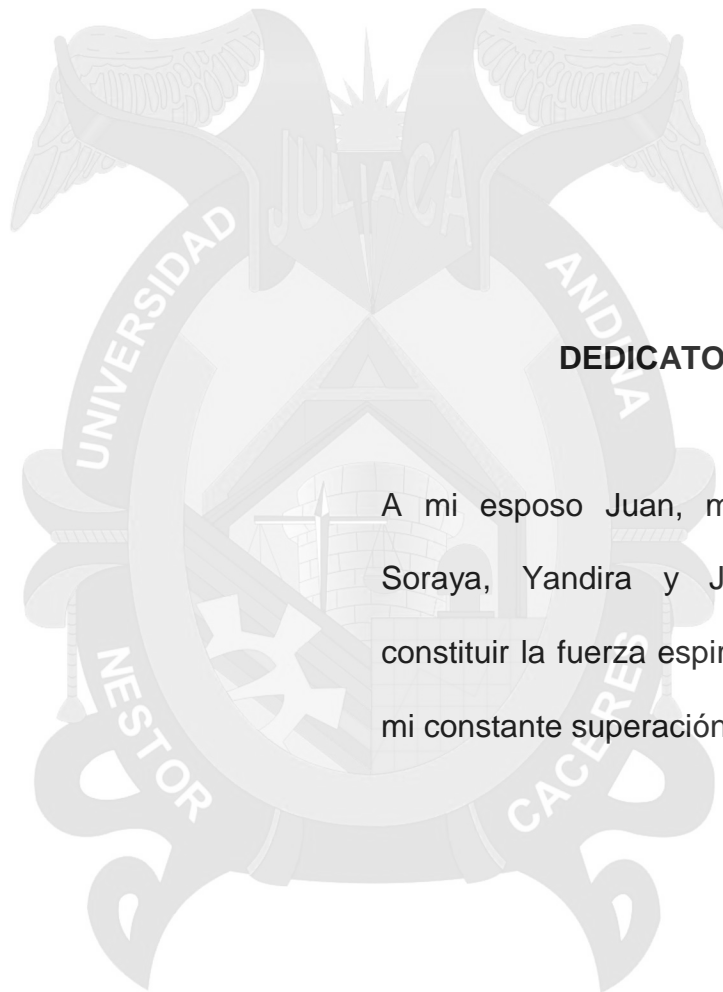 JULIACA
UNIVERSIDAD ANDINA
DEDICATO
A mi esposo Juan, m
Soraya, Yandira y J
constituir la fuerza espir
mi constante superación
NESTOR CACERES